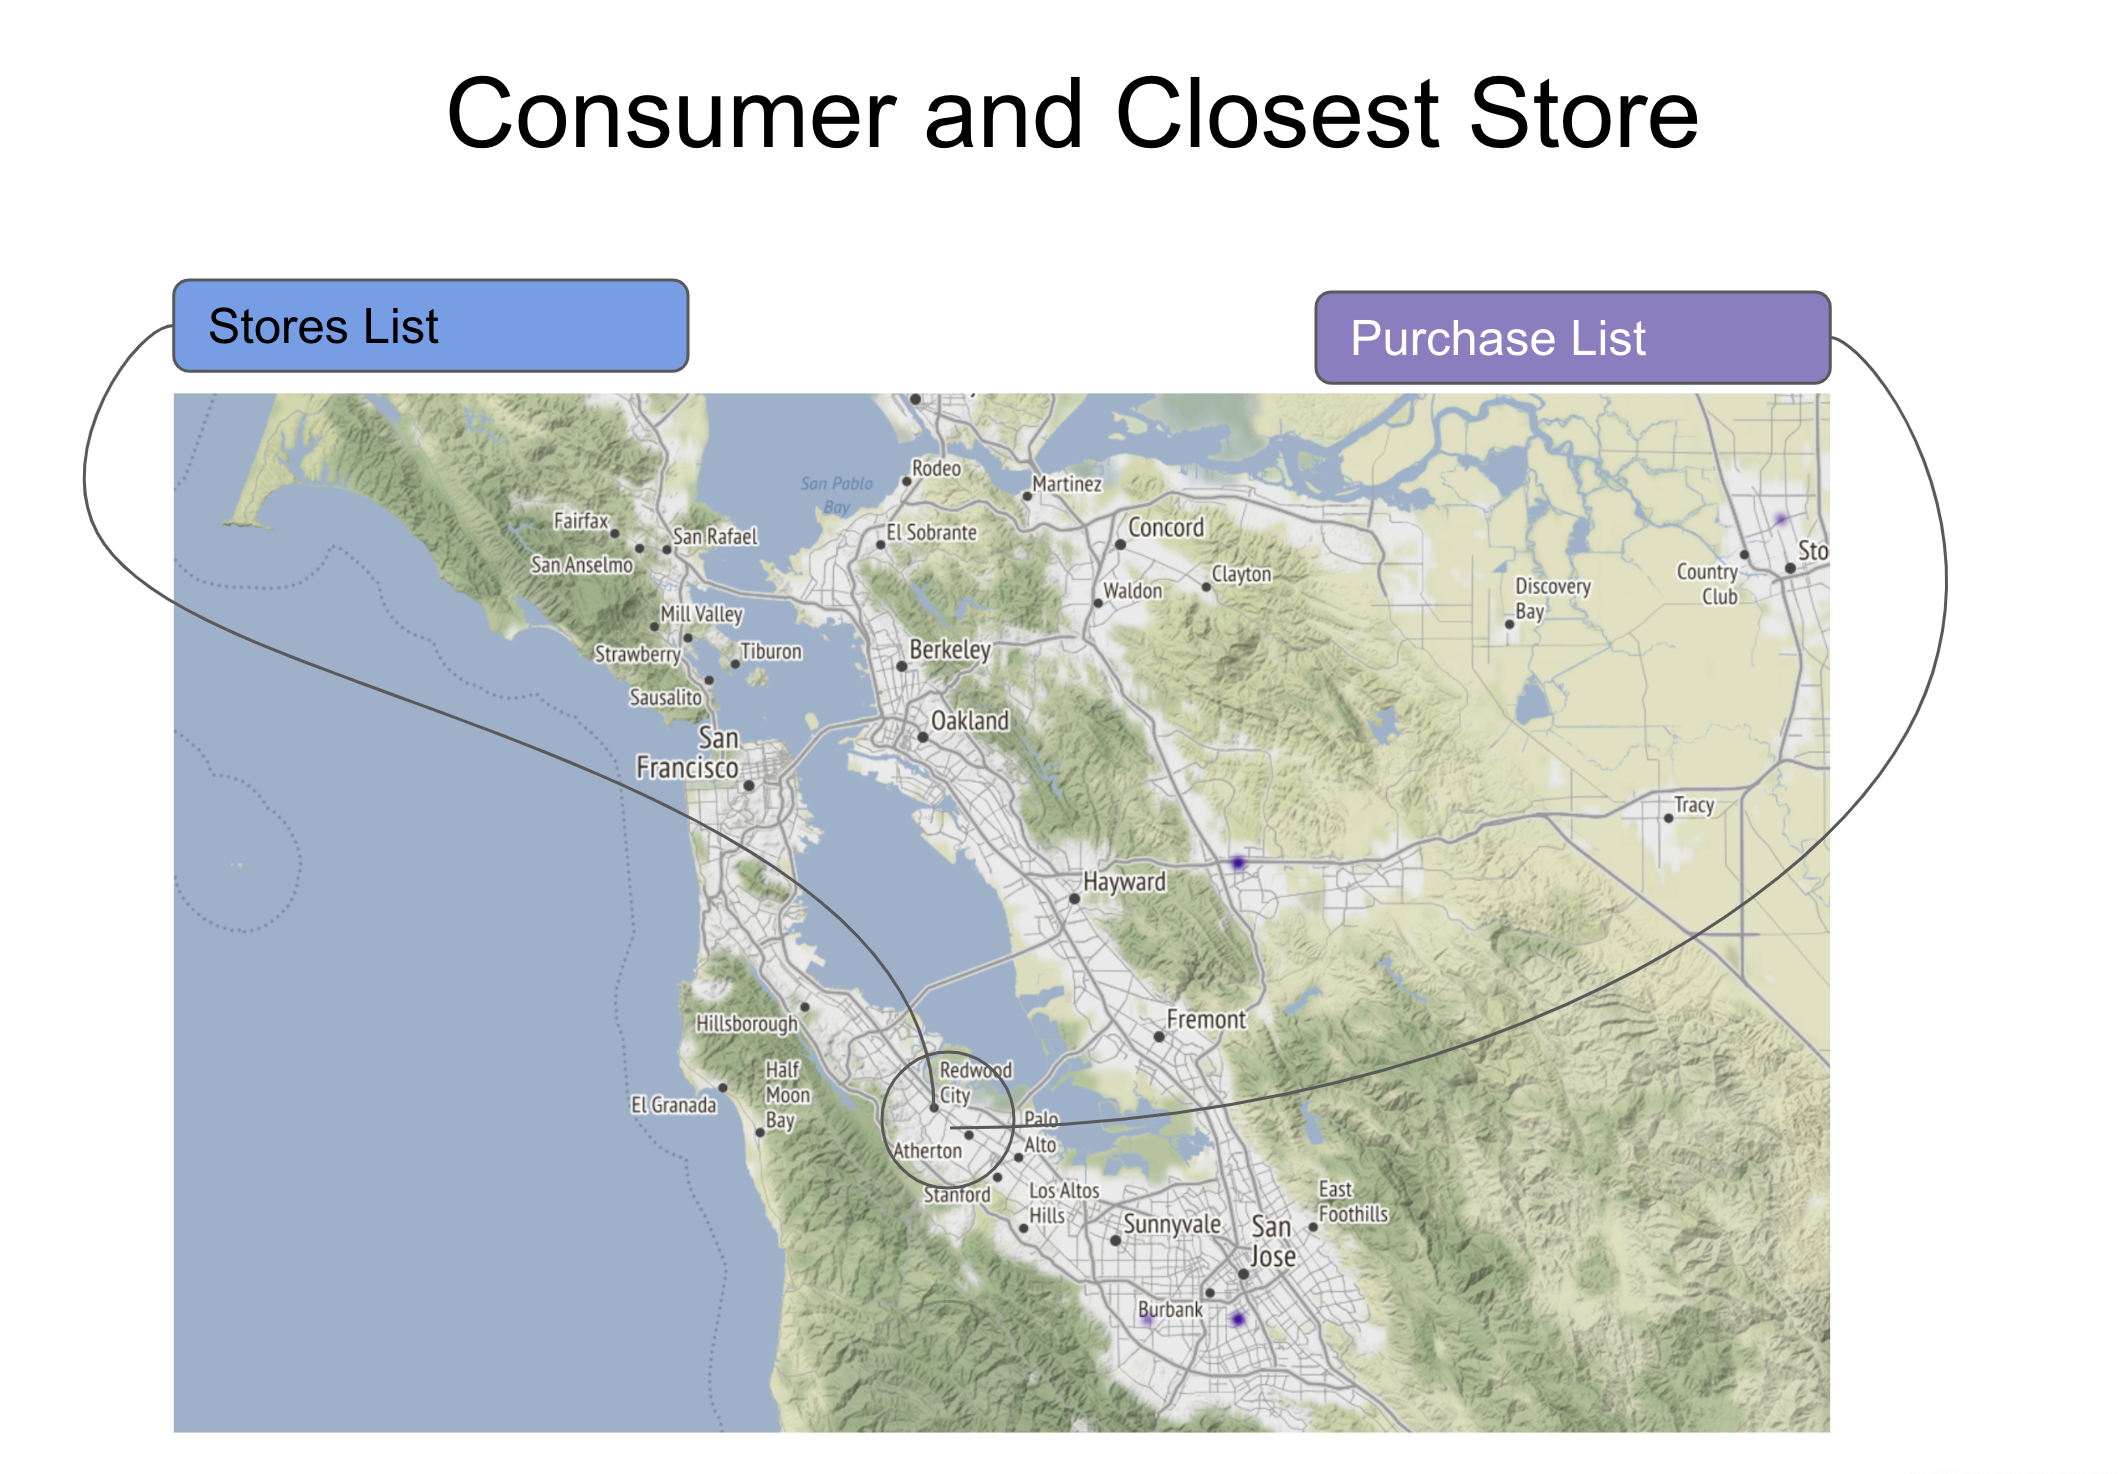 Consumer and Closest Store
Stores List
Purchase List
Rodeo
San Pablo
Bay
Martinez
Fairfax
San Rafael
El Sobrante
Concord
San Anselmo
Clayton
Waldon
Discovery
Bay
Country
Club
Sto
Mill Valley
Strawberry
Tiburon
Berkeley
Sausalito
Oakland
San
Francisco
Tracy
Hayward
Hillsborough
Fremont
Half
Moon
Bay
El Granada
Redwood
City
Palo
Alto
Atherton
Stanford
Los Altos
Hills
East
Foothills
Sunnyvale
San
Jose
Burbank